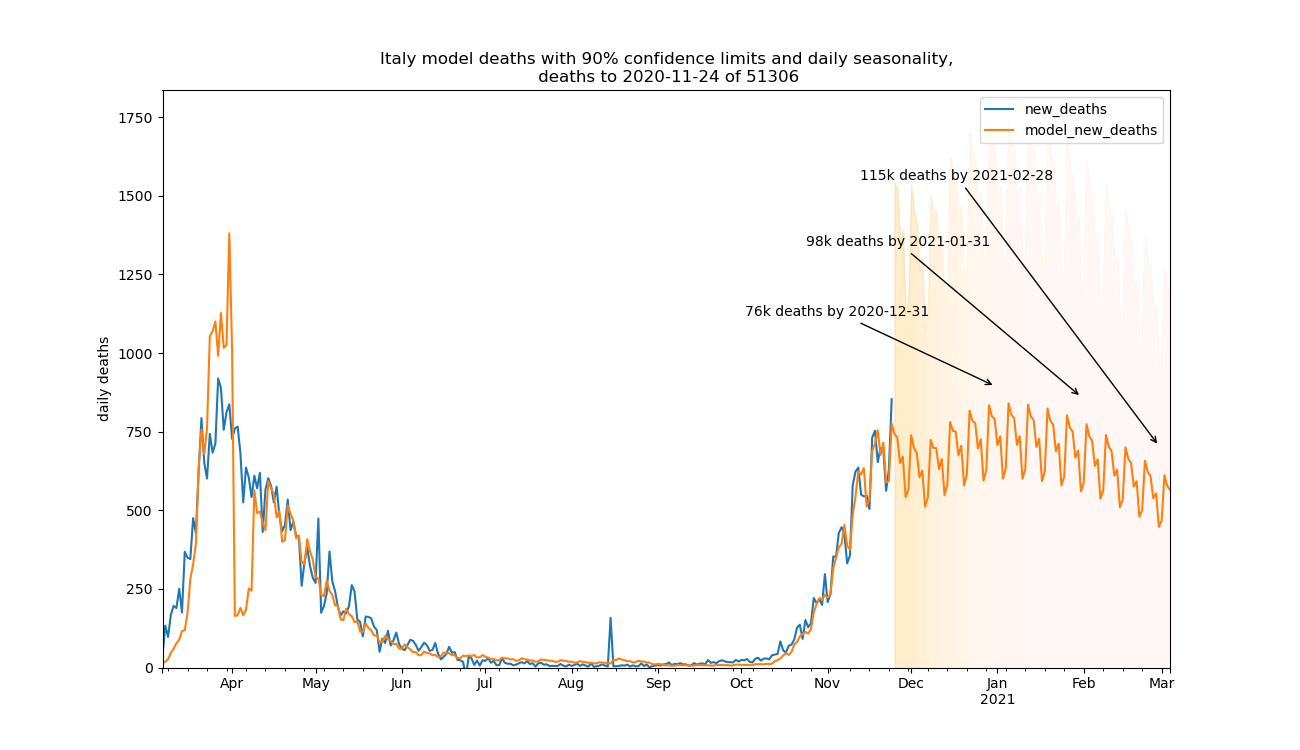 Italy model deaths with 90% confidence limits and daily seasonality,
deaths to 2020-11-24 of 51306
new_deaths
model_new_deaths
115k deaths by 2021-02-28
98k deaths by 2021-01-31
76k deaths by 2020-12-31
daily deaths
1750
1500
1250
1000
750
500
250
0
Apr May Jun Jul Aug Sep Oct Nov Dec Jan Feb Mar
2021